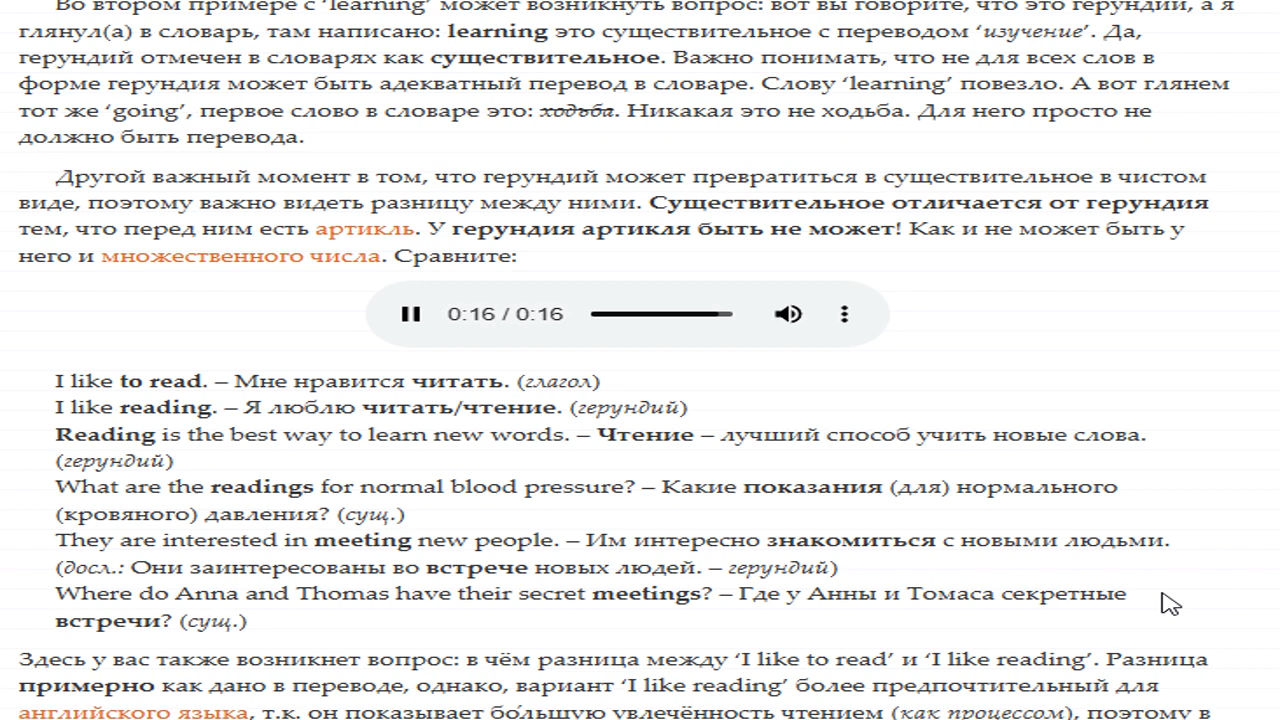 Во втором примере с ‘learning’ может возникнуть вопрос: вот вы говорите, что это герундий, а я
глянул(а) в словарь, там написано: learning это существительное с переводом ‘изучение’. Да,
герундий отмечен в словарях как существительное. Важно понимать, что не для всех слов в
форме герундия может быть адекватный перевод в словаре. Слову ‘learning’ повезло. А вот глянем
тот же ‘going’, первое слово в словаре это: ходьба. Никакая это не ходьба. Для него просто не
должно быть перевода.
Другой важный момент в том, что герундий может превратиться в существительное в чистом
виде, поэтому важно видеть разницу между ними. Существительное отличается от герундия
тем, что перед ним есть артикль. У герундия артикля быть не может! Как и не может быть у
него и множественного числа. Сравните:
0:16 / 0:16
I like to read. – Мне нравится читать. (глагол)
I like reading. – Я люблю читать/чтение. (герундий)
Reading is the best way to learn new words. – Чтение – лучший способ учить новые слова.
(герундий)
What are the readings for normal blood pressure? – Какие показания (для) нормального
(кровяного) давления? (сущ.)
They are interested in meeting new people. – Им интересно знакомиться с новыми людьми.
(досл.: Они заинтересованы во встрече новых людей. – герундий)
Where do Anna and Thomas have their secret meetings? – Где у Анны и Томаса секретные
встречи? (сущ.)
Здесь у вас также возникнет вопрос: в чём разница между ‘I like to read’ и ‘I like reading’. Разница
примерно как дано в переводе, однако, вариант ‘I like reading’ более предпочтительный для
английского языка, т.к. он показывает бо́льшую увлечённость чтением (как процессом), поэтому в